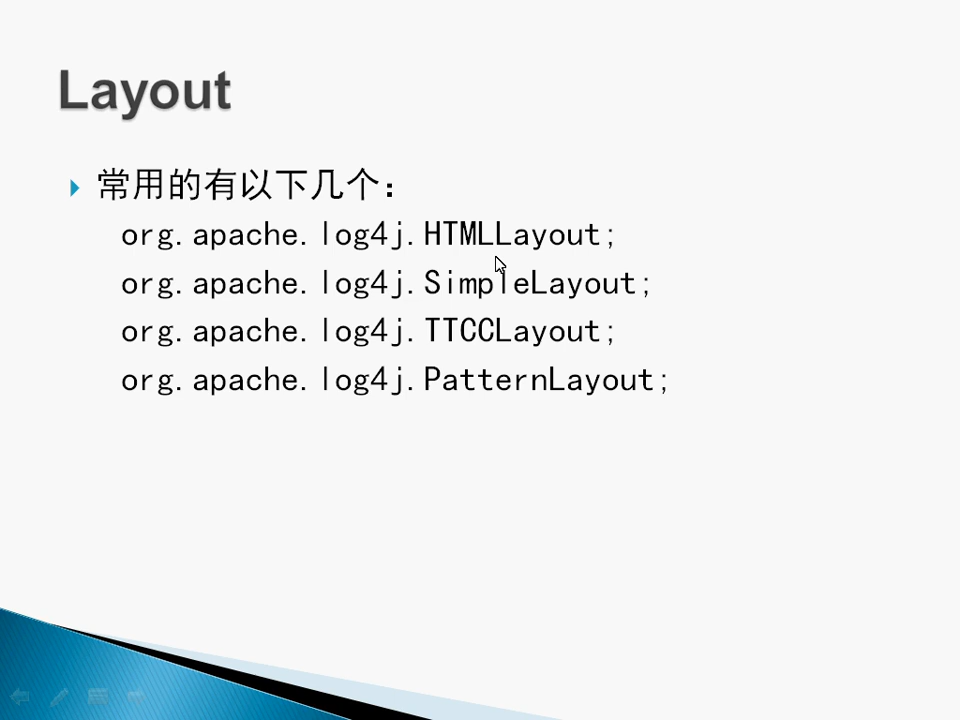 Layout
常用的有以下几个：
org.apache.log4j.HTMLLayout;
org.apache.log4j.SimpleLayout;
org.apache.log4j.TTCCLayout;
org.apache.log4j.PatternLayout;